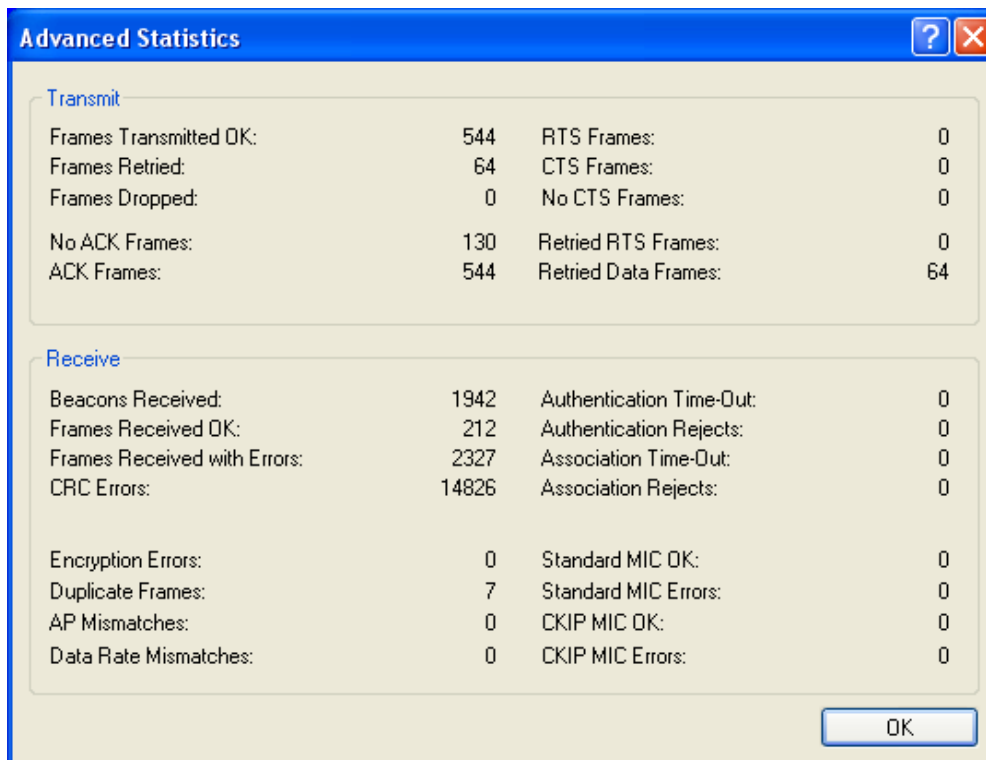 Advanced Statistics
Transmit
Frames Transmitted OK: 544 RTS Frames: 0
Frames Retried: 64 CTS Frames: 0
Frames Dropped: 0 No CTS Frames: 0
No ACK Frames: 130 Retried RTS Frames: 0
ACK Frames: 544 Retried Data Frames: 64
Receive
Beacons Received: 1942 Authentication Time-Out: 0
Frames Received OK: 212 Authentication Rejects: 0
Frames Received with Errors: 2327 Association Time-Out: 0
CRC Errors: 14826 Association Rejects: 0
Encryption Errors: 0 Standard MIC OK: 0
Duplicate Frames: 7 Standard MIC Errors: 0
AP Mismatches: 0 CKIP MIC OK: 0
Data Rate Mismatches: 0 CKIP MIC Errors: 0
OK